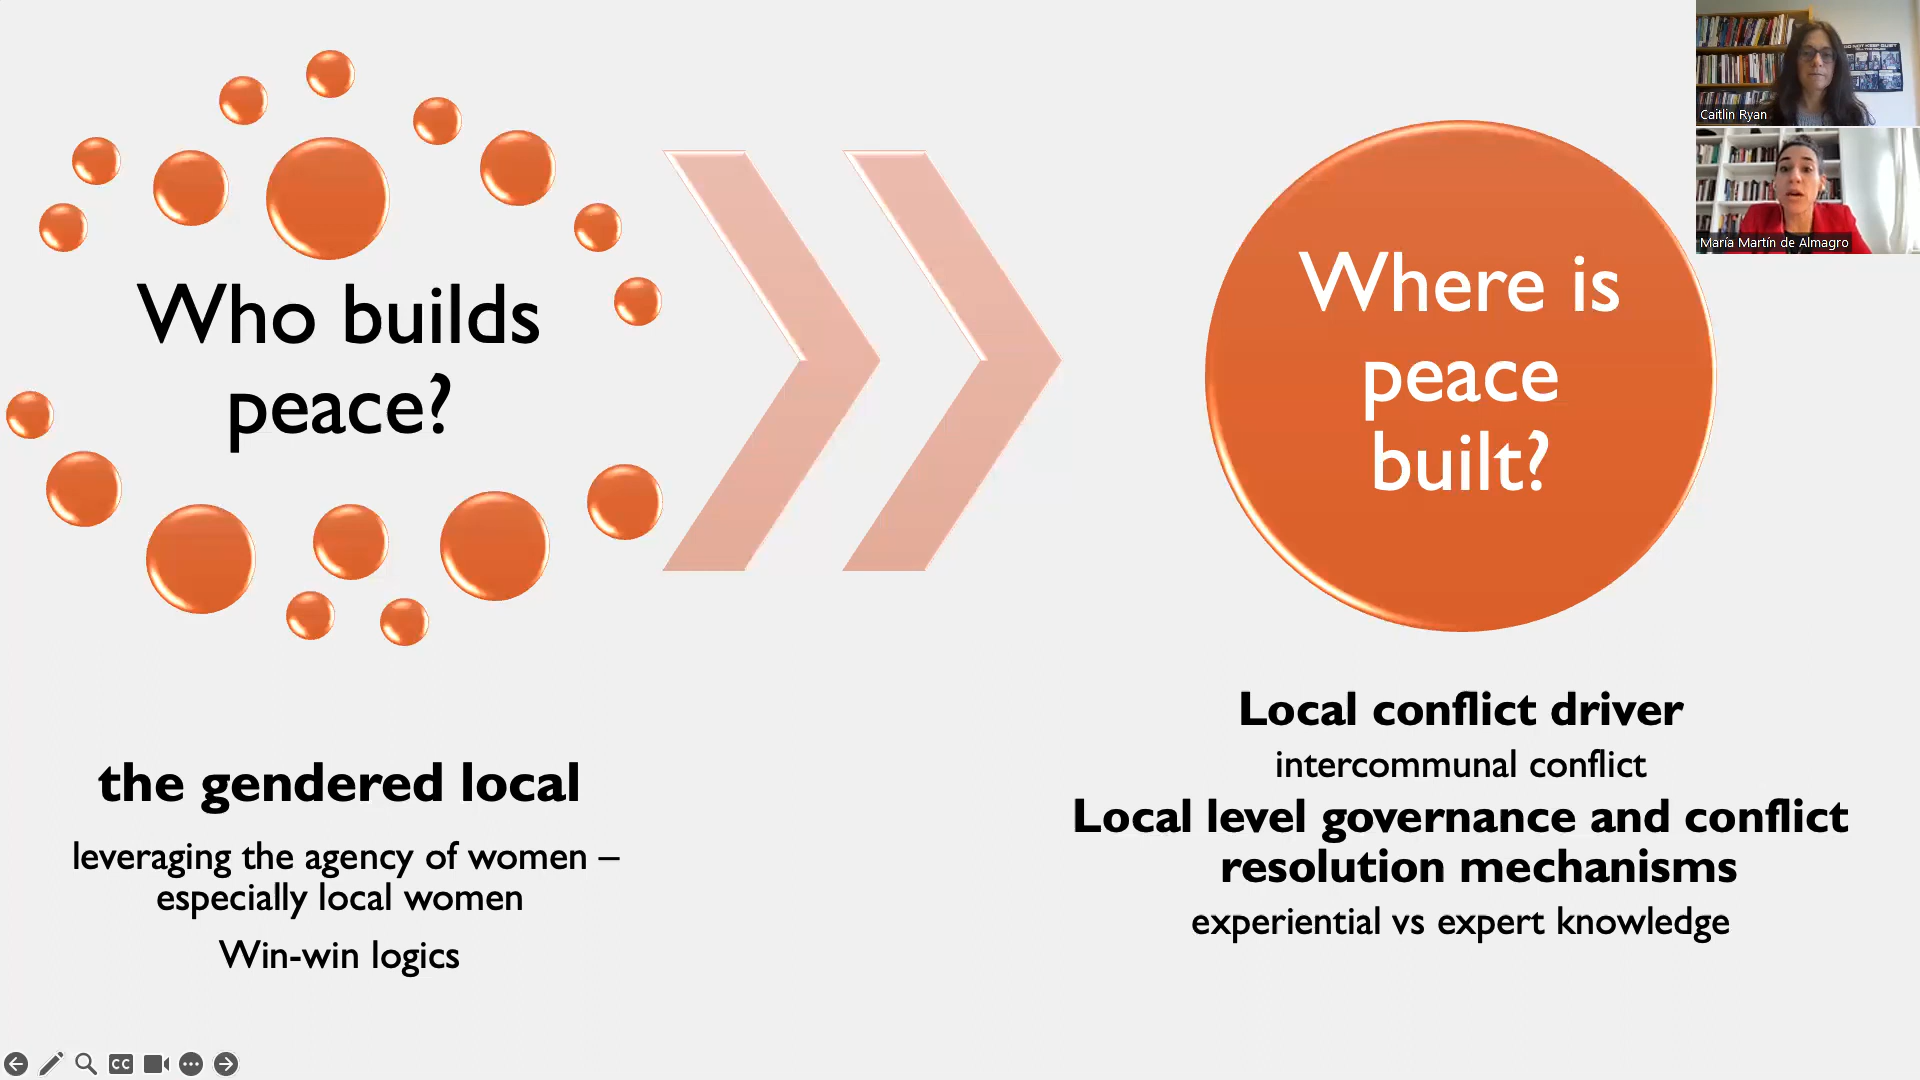 Who builds
peace?
the gendered local
leveraging the agency of women –
especially local women
Win-win logics
Where is
peace
built?
Local conflict driver
intercommunal conflict
Local level governance and conflict
resolution mechanisms
experiential vs expert knowledge
Caitlin Ryan
María Martín de Almagro
CC